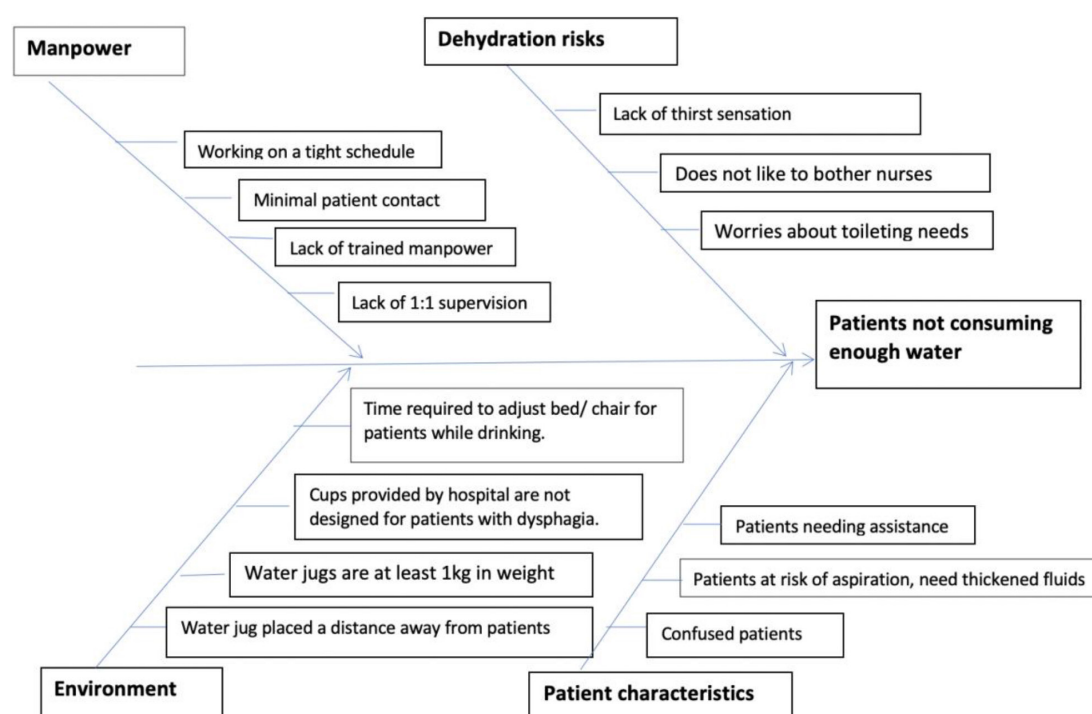 Manpower
Dehydration risks
Lack of thirst sensation
Working on a tight schedule
Does not like to bother nurses
Minimal patient contact
Worries about toileting needs
Lack of trained manpower
Lack of 1:1 supervision
Patients not consuming
enough water
Time required to adjust bed/ chair for
patients while drinking.
Cups provided by hospital are not
designed for patients with dysphagia.
Patients needing assistance
Water jugs are at least 1kg in weight
Patients at risk of aspiration, need thickened fluids
Water jug placed a distance away from patients
Confused patients
Environment
Patient characteristics